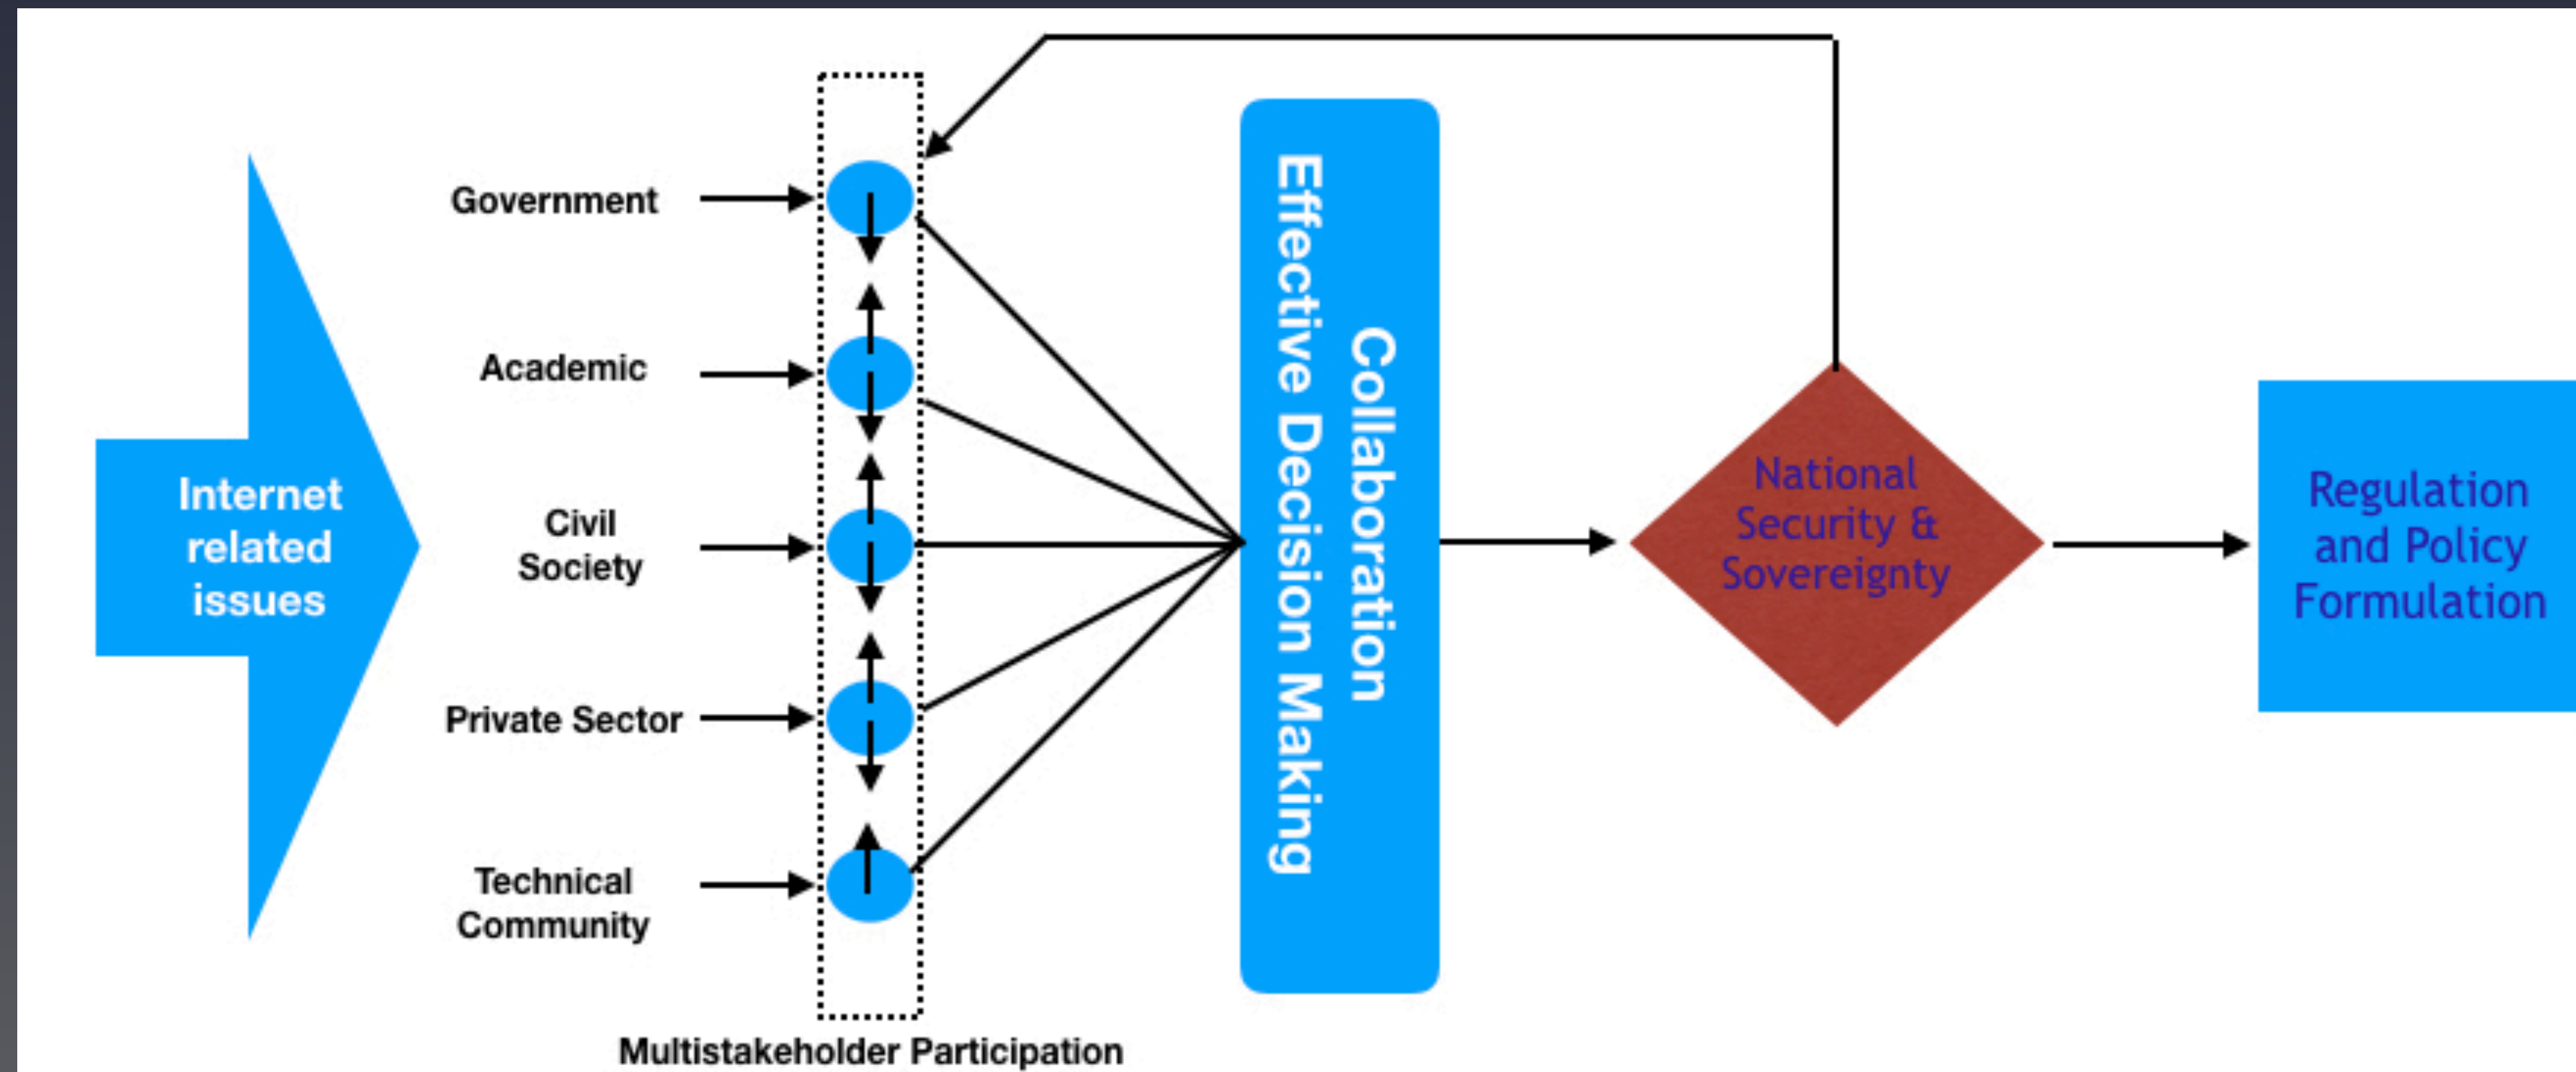 Internet
related
issues
Government
Academic
Civil
Society
Private Sector
Technical
Community
Multistakeholder Participation
Collaboration
Effective Decision Making
National
Security &
Sovereignty
Regulation
and Policy
Formulation